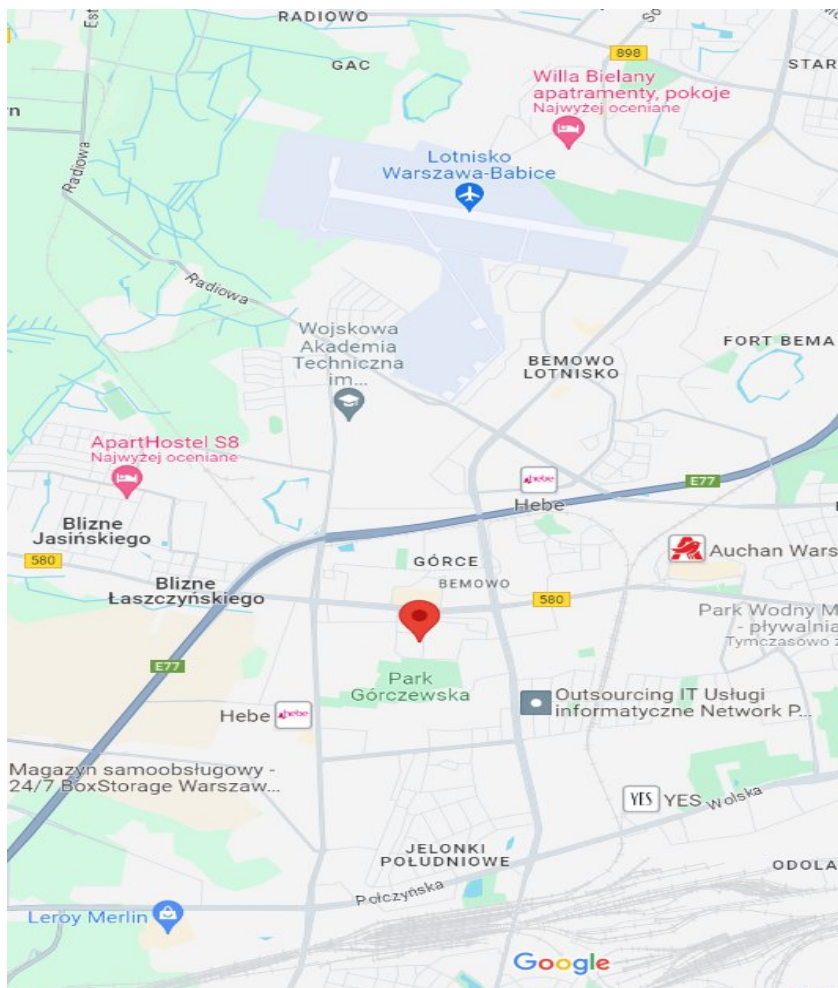 RADIOWO
Est
GAC
898
So
STAR
Willa Bielany
apatramenty, pokoje
Najwyżej oceniane
n
Lotnisko
Warszawa-Babice
Radiowa
Radiowa
Wojskowa
Akademia
Techniczna
im...
FORT BEMA
BEMOWO
LOTNISKO
ApartHostel S8
Najwyżej oceniane
hebe
Hebe
E77
Blizne
Jasińskiego
580
GÓRCE
BEMOWO
Auchan Wars
Blizne
Łaszczyńskiego
580
Park Wodny M
- pływalnia
Tymczasowo z
E77
Park
Górczewska
Outsourcing IT Usługi
informatyczne Network P...
Hebe
hebe
Magazyn samoobsługowy -
24/7 BoxStorage Warszaw...
YES
YES
Wolska
JELONKI
POŁUDNIOWE
ODOLA
Połczyńska
Leroy Merlin
Google